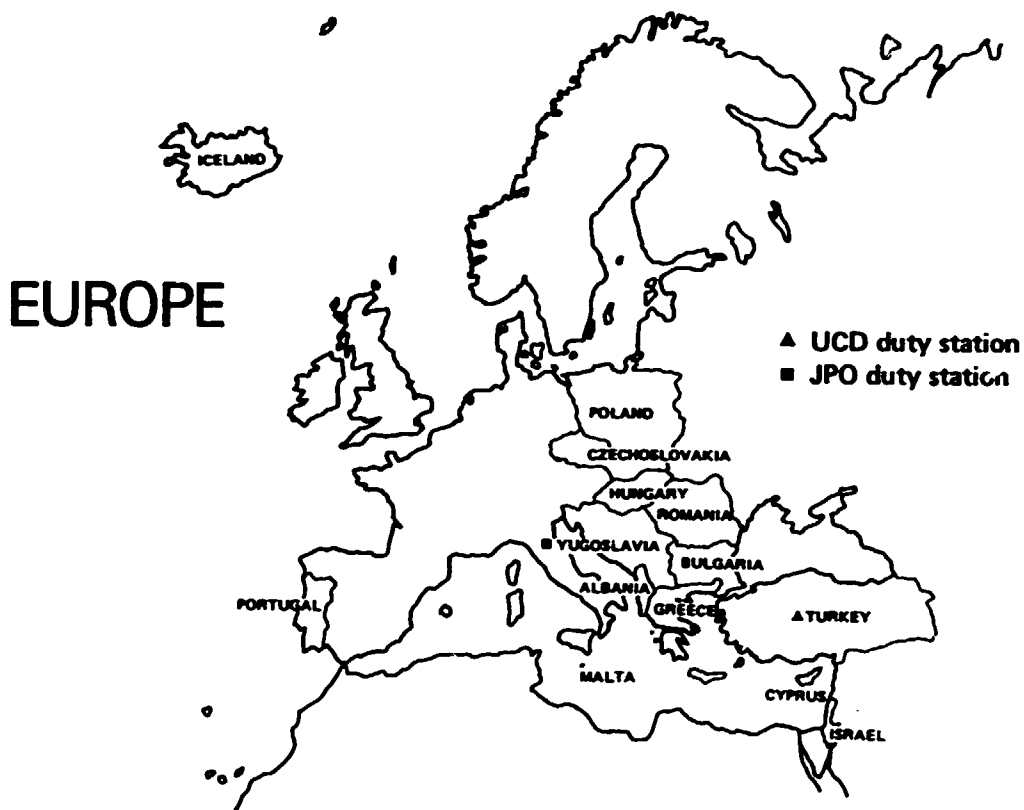 ICELAND
EUROPE
▲ UCD duty station
■ JPO duty station
POLAND
CZECHOSLOVAKIA
HUNGARY
ROMANIA
■ YUGOSLAVIA
BULGARIA
ALBANIA
PORTUGAL
GREECE
▲ TURKEY
MALTA
CYPRUS
ISRAEL